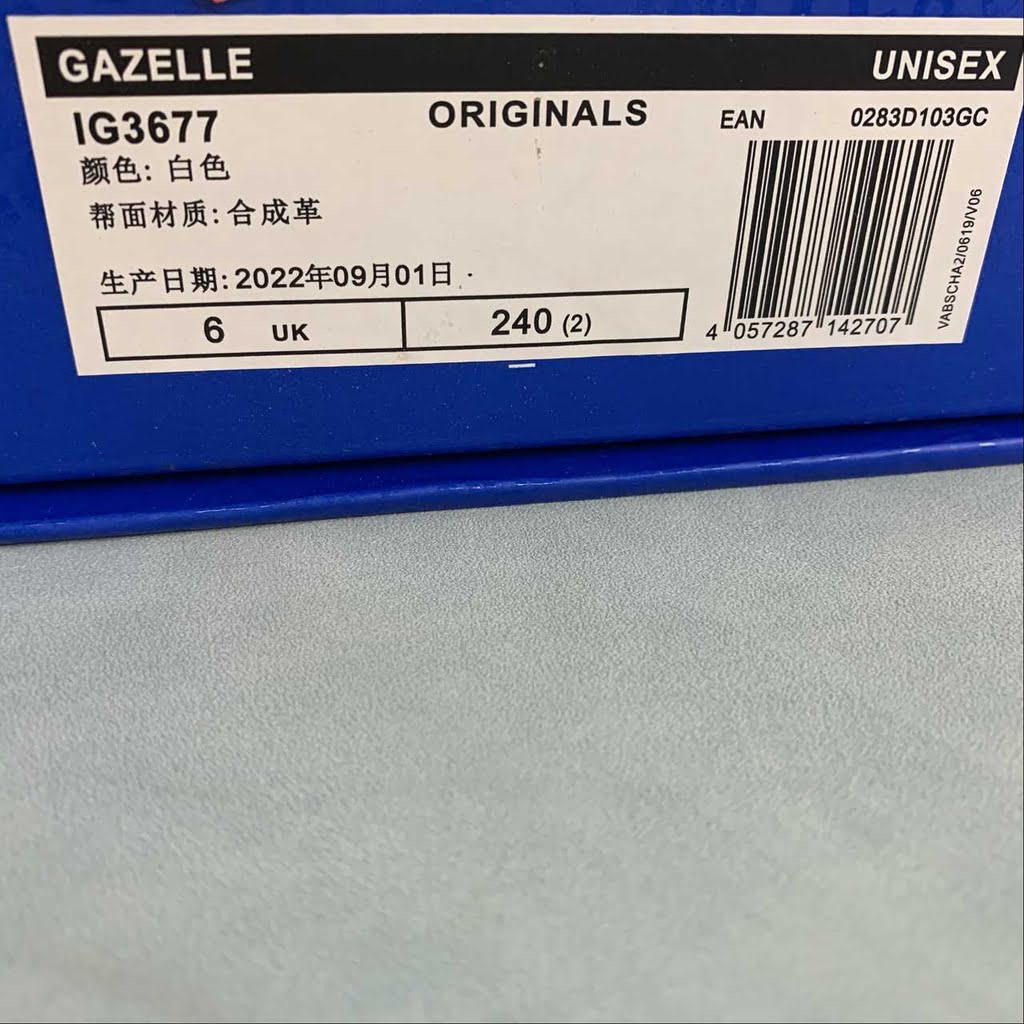 GAZELLE UNISEX
IG3677 ORIGINALS EAN 0283D103GC
颜色: 白色
帮面材质: 合成革
生产日期: 2022年09月01日
6 UK 240 (2)
4 057287 142707
VABSCHA2/0619/V06